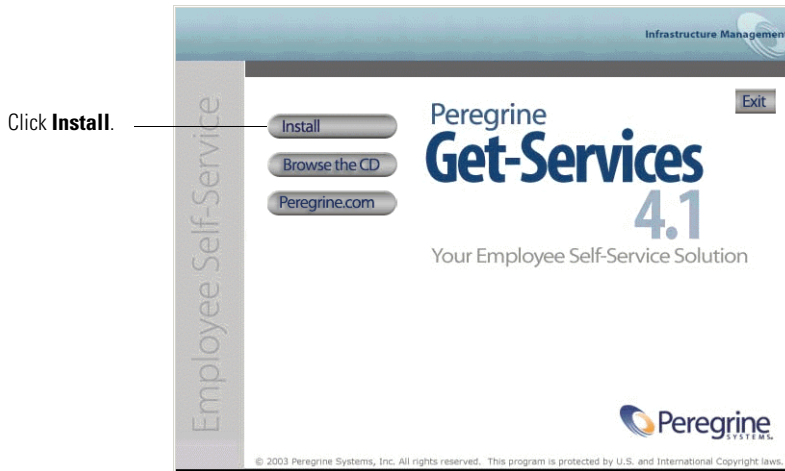 Infrastructure Management
Employee Self-Service
Click Install.
Install
Browse the CD
Peregrine.com
Exit
Peregrine
Get-Services
4.1
Your Employee Self-Service Solution
Peregrine
SYSTEMS.
© 2003 Peregrine Systems, Inc. All rights reserved. This program is protected by U.S. and International Copyright laws.